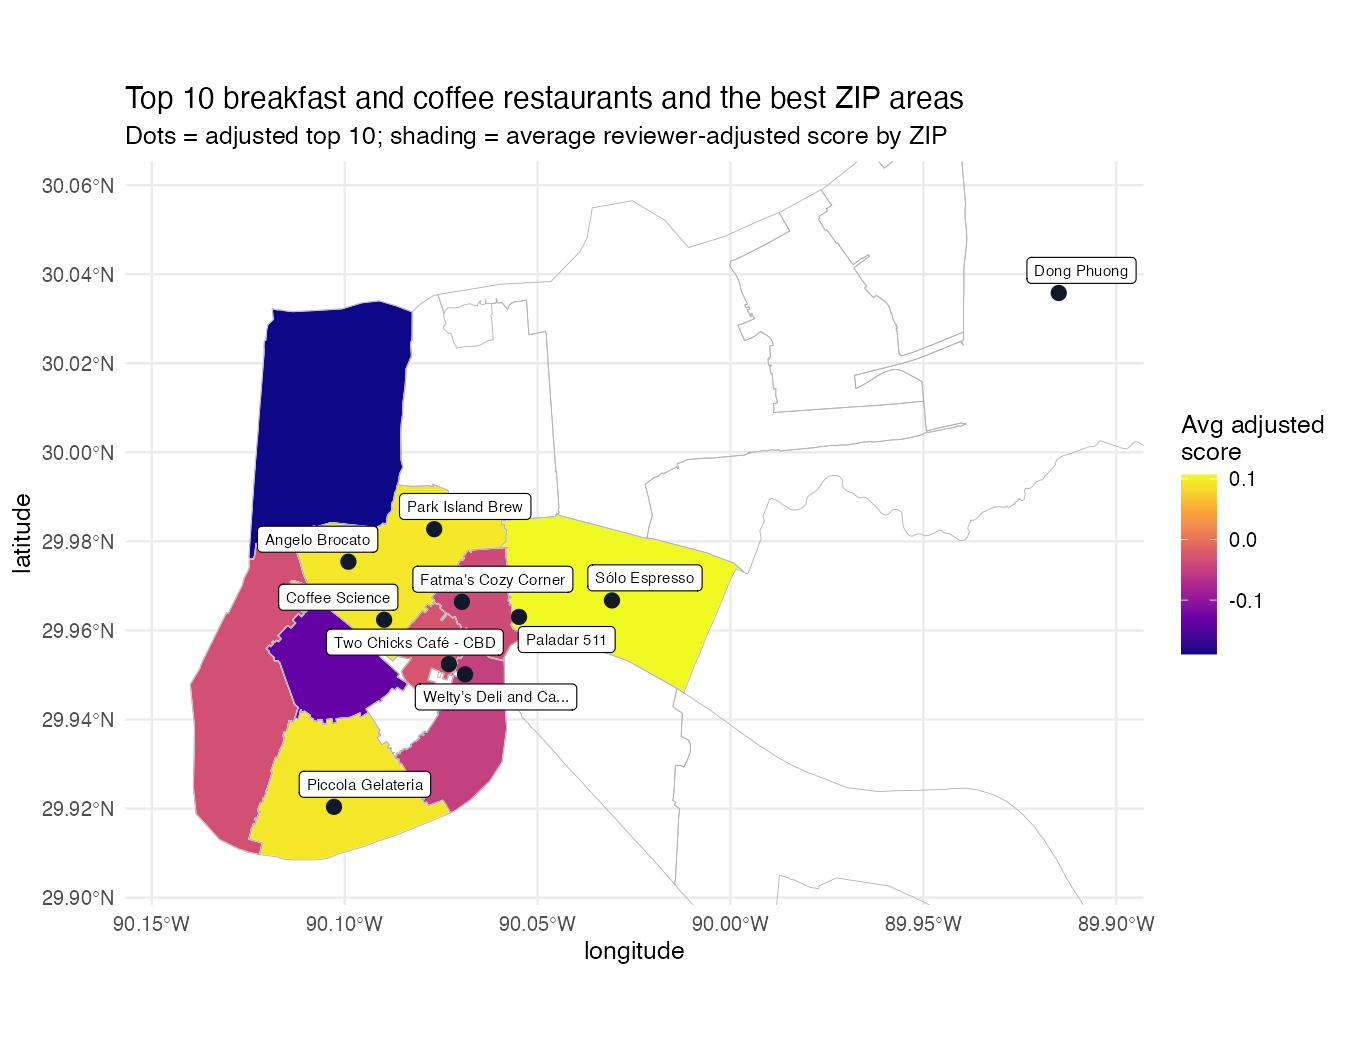 Top 10 breakfast and coffee restaurants and the best ZIP areas
Dots = adjusted top 10; shading = average reviewer-adjusted score by ZIP
30.06°N
30.04°N
30.02°N
30.00°N
29.98°N
29.96°N
29.94°N
29.92°N
29.90°N
latitude
Dong Phuong
Park Island Brew
Angelo Brocato
Fatma's Cozy Corner
Sólo Espresso
Coffee Science
Two Chicks Café - CBD
Paladar 511
Welty's Deli and Ca...
Piccola Gelateria
90.15°W
90.10°W
90.05°W
90.00°W
89.95°W
89.90°W
longitude
Avg adjusted
score
0.1
0.0
-0.1